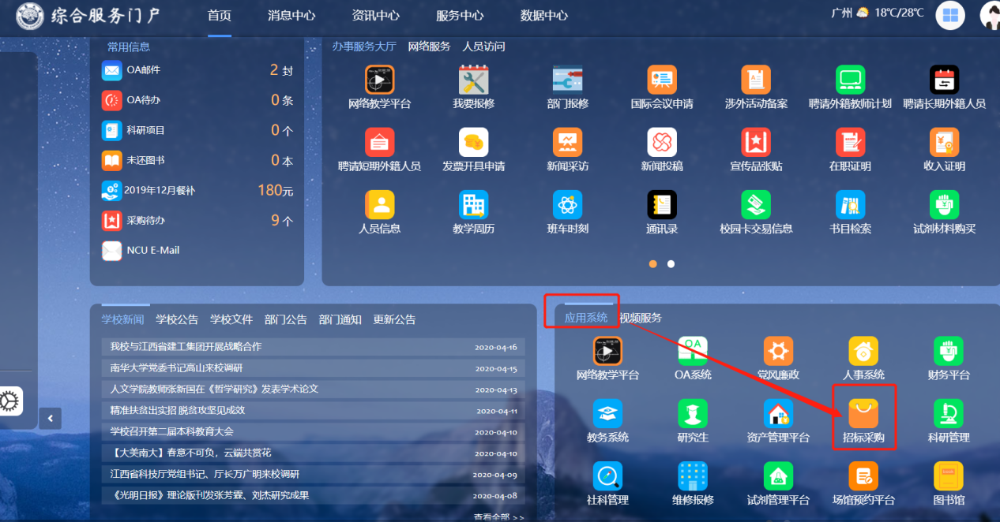 综合服务门户
首页 消息中心 资讯中心 服务中心 数据中心
广州 18℃/28℃
常用信息
OA邮件 2 封
OA待办 0 条
科研项目 0 个
未还图书 0 本
2019年12月餐补 180元
采购待办 9 个
NCU E-Mail
办事服务大厅 网络服务 人员访问
网络教学平台 我要报修 部门报修 国际会议申请 涉外活动备案 聘请外籍教师计划 聘请长期外籍人员
聘请短期外籍人员 发票开具申请 新闻采访 新闻投稿 宣传品张贴 在职证明 收入证明
人员信息 教学周历 班车时刻 通讯录 校园卡交易信息 书目检索 试剂材料购买
学校新闻 学校公告 学校文件 部门公告 部门通知 更新公告
我校与江西省建工集团开展战略合作 2020-04-16
南华大学党委书记高山来校调研 2020-04-15
人文学院教师张新国在《哲学研究》发表学术论文 2020-04-13
精准扶贫出实招 脱贫攻坚见成效 2020-04-11
学校召开第二届本科教育大会 2020-04-10
【大美南大】春意不可负，云端共赏花 2020-04-10
江西省科技厅党组书记、厅长万广明来校调研 2020-04-09
《光明日报》理论版刊发张芳霖、刘杰研究成果 2020-04-08
查看全部 >>
应用系统 视频服务
OA
网络教学平台 OA系统 党风廉政 人事系统 财务平台
教务系统 研究生 资产管理平台 招标采购 科研管理
社科管理 维修报修 试剂管理平台 场馆预约平台 图书馆